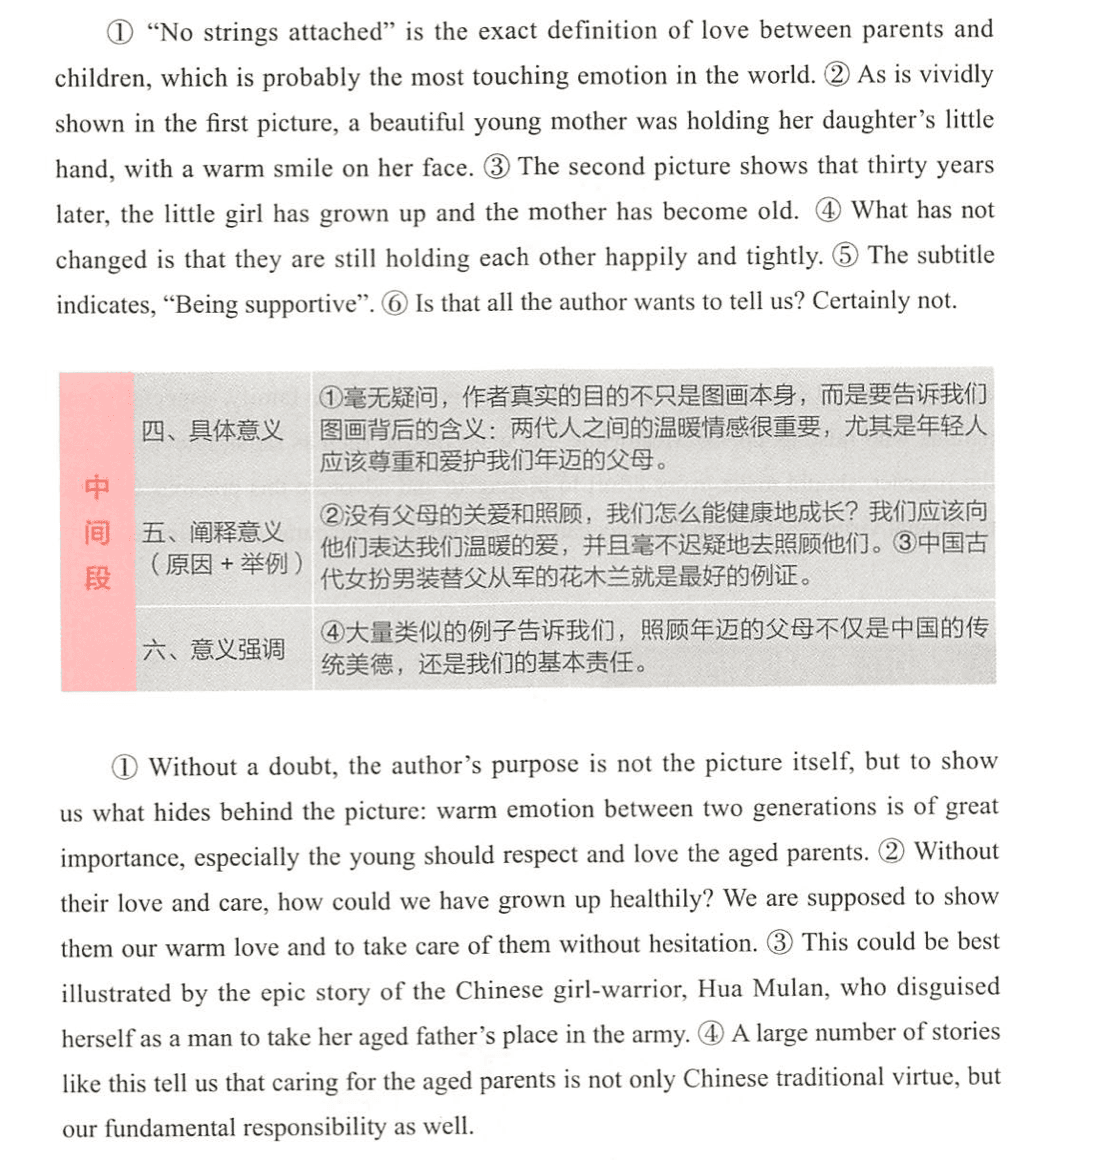 ① “No strings attached” is the exact definition of love between parents and
children, which is probably the most touching emotion in the world. ② As is vividly
shown in the first picture, a beautiful young mother was holding her daughter’s little
hand, with a warm smile on her face. ③ The second picture shows that thirty years
later, the little girl has grown up and the mother has become old. ④ What has not
changed is that they are still holding each other happily and tightly. ⑤ The subtitle
indicates, “Being supportive”. ⑥ Is that all the author wants to tell us? Certainly not.
中
间
段
四、具体意义
①毫无疑问，作者真实的目的不只是图画本身，而是要告诉我们
图画背后的含义：两代人之间的温暖情感很重要，尤其是年轻人
应该尊重和爱护我们年迈的父母。
五、阐释意义
（原因 + 举例）
②没有父母的关爱和照顾，我们怎么能健康地成长？我们应该向
他们表达我们温暖的爱，并且毫不迟疑地去照顾他们。③中国古
代女扮男装替父从军的花木兰就是最好的例证。
六、意义强调
④大量类似的例子告诉我们，照顾年迈的父母不仅是中国的传
统美德，还是我们的基本责任。
① Without a doubt, the author’s purpose is not the picture itself, but to show
us what hides behind the picture: warm emotion between two generations is of great
importance, especially the young should respect and love the aged parents. ② Without
their love and care, how could we have grown up healthily? We are supposed to show
them our warm love and to take care of them without hesitation. ③ This could be best
illustrated by the epic story of the Chinese girl-warrior, Hua Mulan, who disguised
herself as a man to take her aged father’s place in the army. ④ A large number of stories
like this tell us that caring for the aged parents is not only Chinese traditional virtue, but
our fundamental responsibility as well.